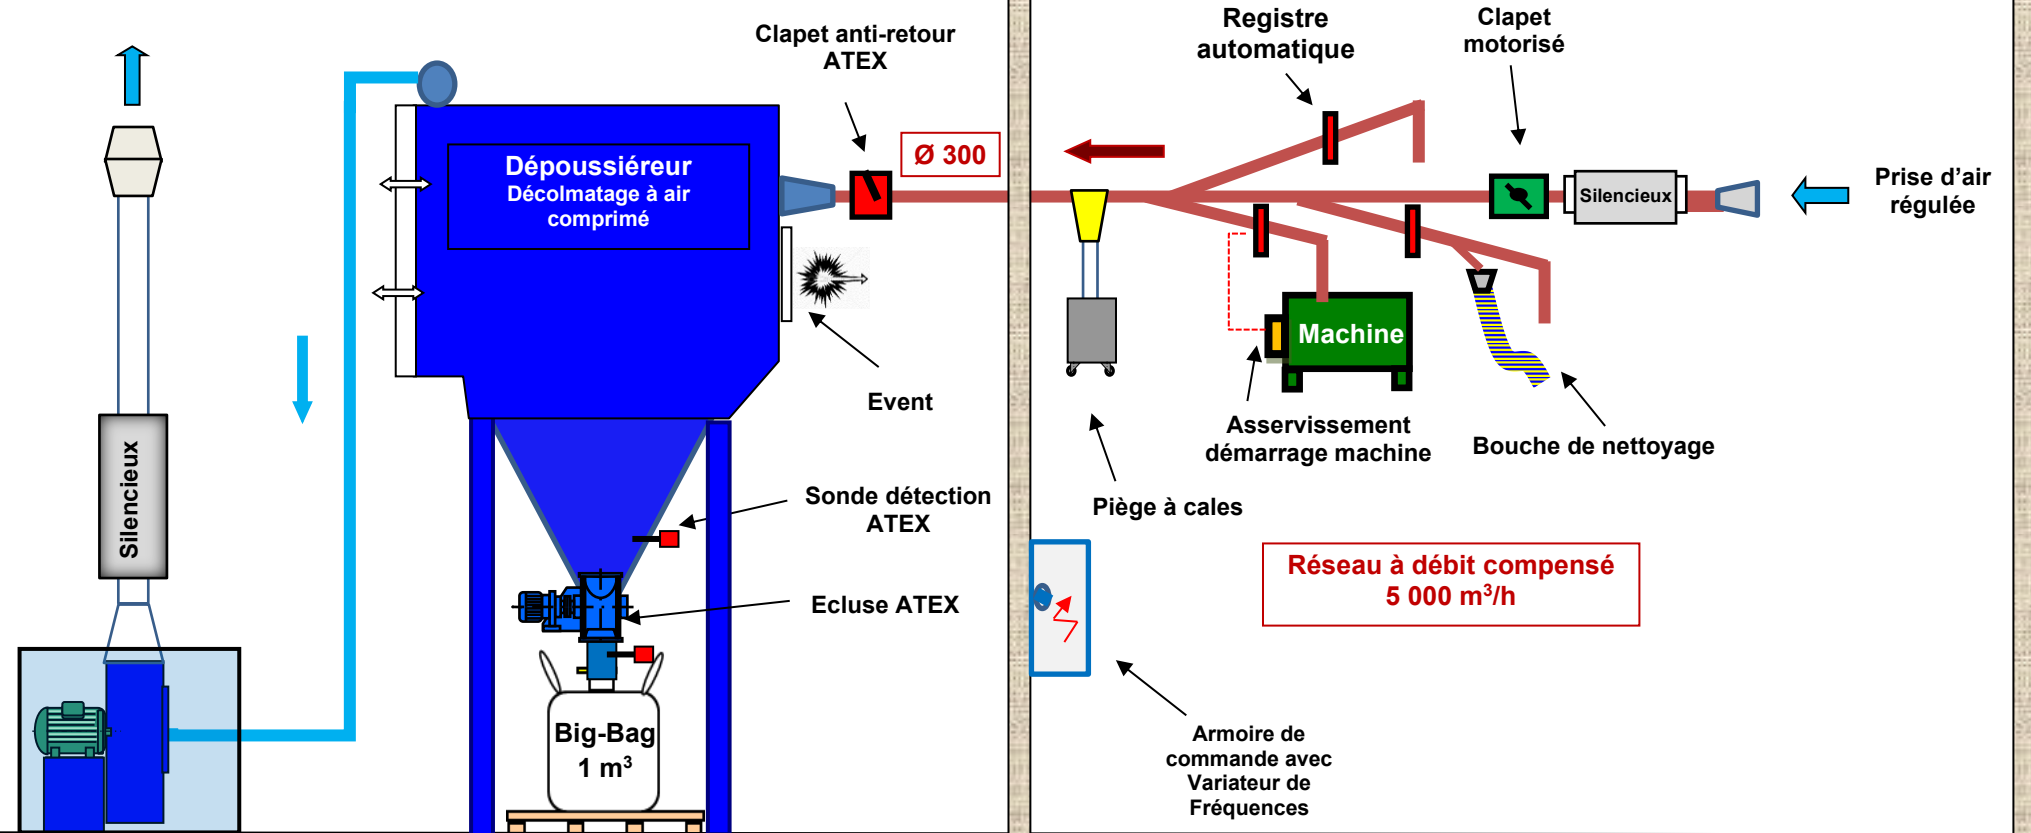 Clapet anti-retour
ATEX
Ø 300
Registre
automatique
Clapet
motorisé
Silencieux
Prise d’air
régulée
Dépoussiéreur
Décolmatage à air
comprimé
Event
Machine
Asservissement
démarrage machine
Bouche de nettoyage
Piège à cales
Silencieux
Sonde détection
ATEX
Ecluse ATEX
Réseau à débit compensé
5 000 m³/h
Big-Bag
1 m³
Armoire de
commande avec
Variateur de
Fréquences